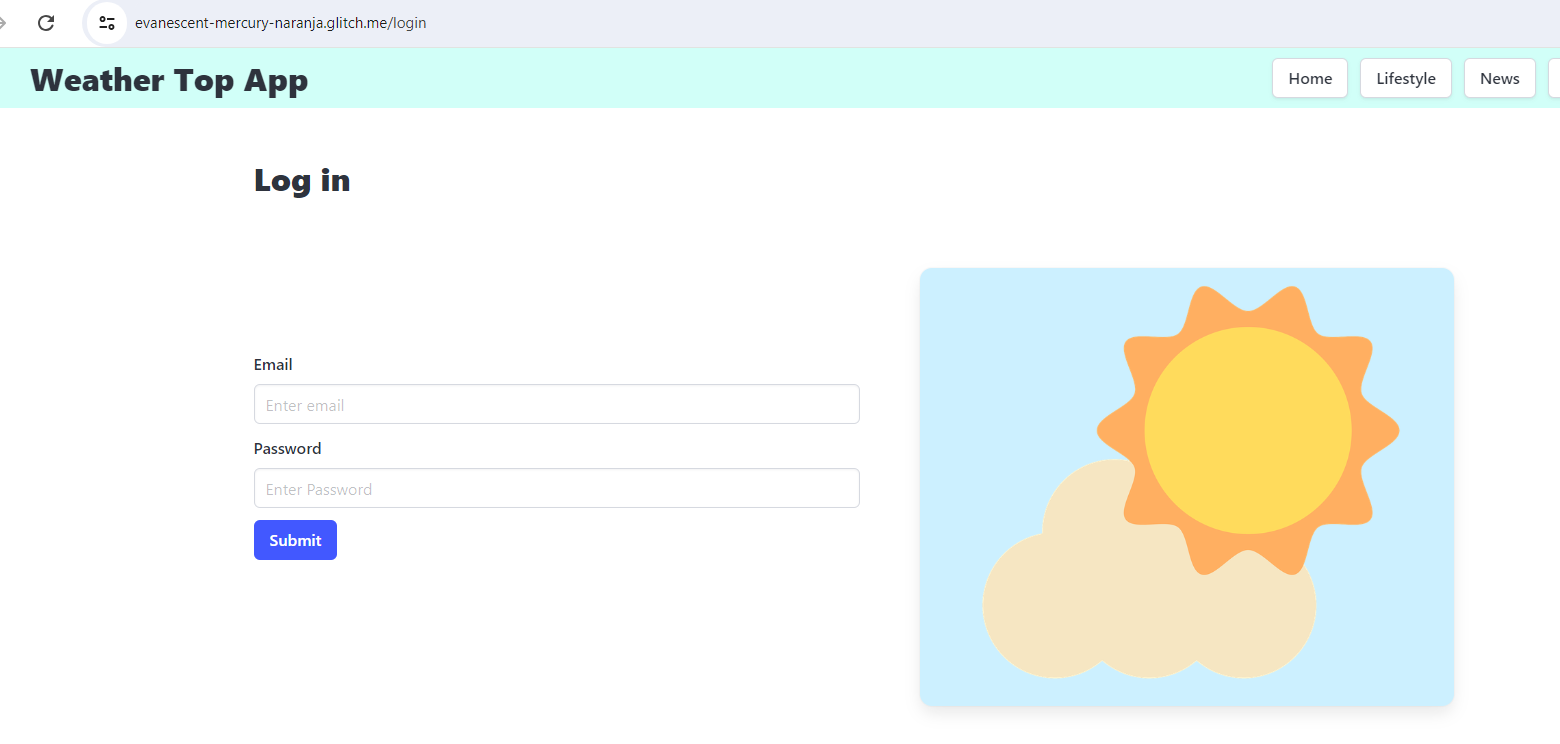 evanescent-mercury-naranja.glitch.me/login
Weather Top App
Home
Lifestyle
News
Log in
Email
Enter email
Password
Enter Password
Submit